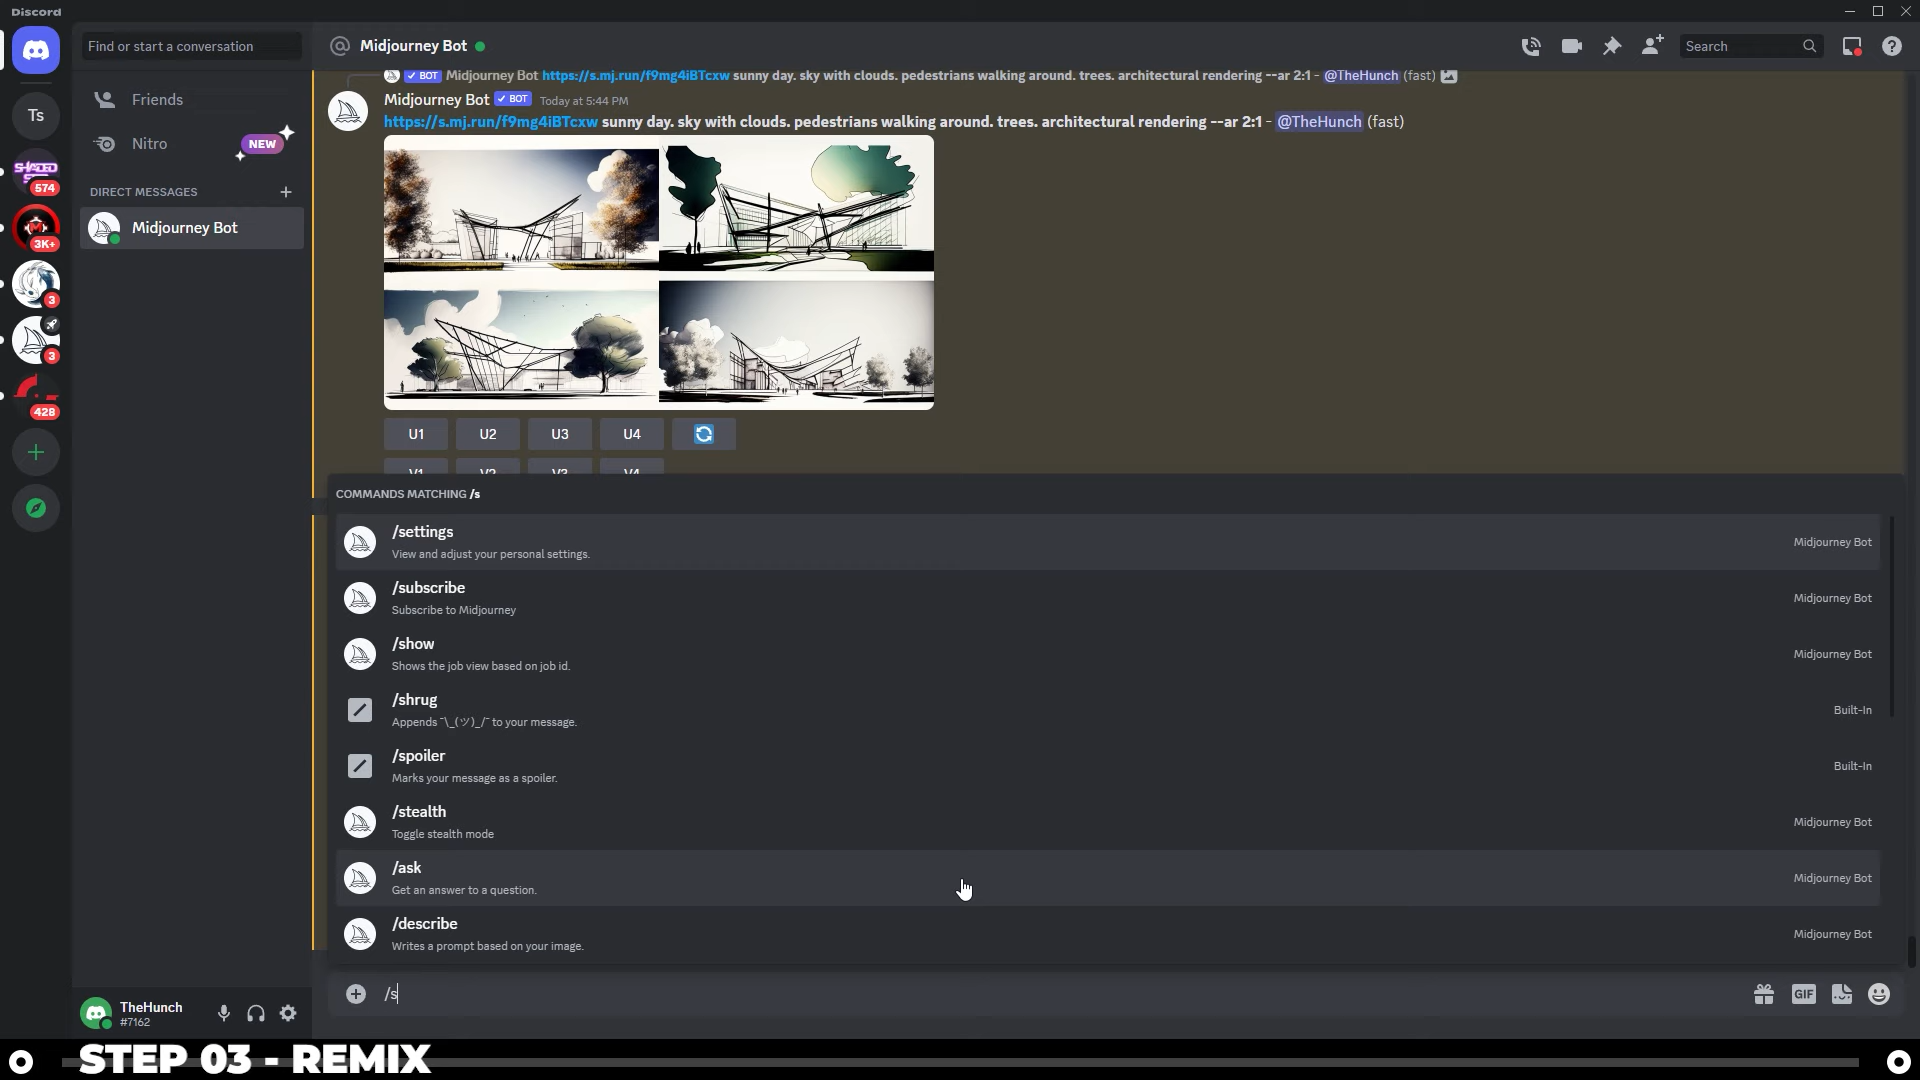 Discord
Find or start a conversation
Midjourney Bot
Search
Friends
Nitro
NEW
DIRECT MESSAGES
Midjourney Bot
Ts
SHADED
574
3K+
3
3
428
BOT Midjourney Bot https://s.mj.run/f9mg4iBTcxw sunny day. sky with clouds. pedestrians walking around. trees. architectural rendering --ar 2:1 - @TheHunch (fast)
Midjourney Bot BOT Today at 5:44 PM
https://s.mj.run/f9mg4iBTcxw sunny day. sky with clouds. pedestrians walking around. trees. architectural rendering --ar 2:1 - @TheHunch (fast)
U1 U2 U3 U4
V1 V2 V3 V4
COMMANDS MATCHING /s
/settings
View and adjust your personal settings.
Midjourney Bot
/subscribe
Subscribe to Midjourney
Midjourney Bot
/show
Shows the job view based on job id.
Midjourney Bot
/shrug
Appends ¯\_(ツ)_/¯ to your message.
Built-In
/spoiler
Marks your message as a spoiler.
Built-In
/stealth
Toggle stealth mode
Midjourney Bot
/ask
Get an answer to a question.
Midjourney Bot
/describe
Writes a prompt based on your image.
Midjourney Bot
/s
GIF
TheHunch
#7162
STEP 03 - REMIX